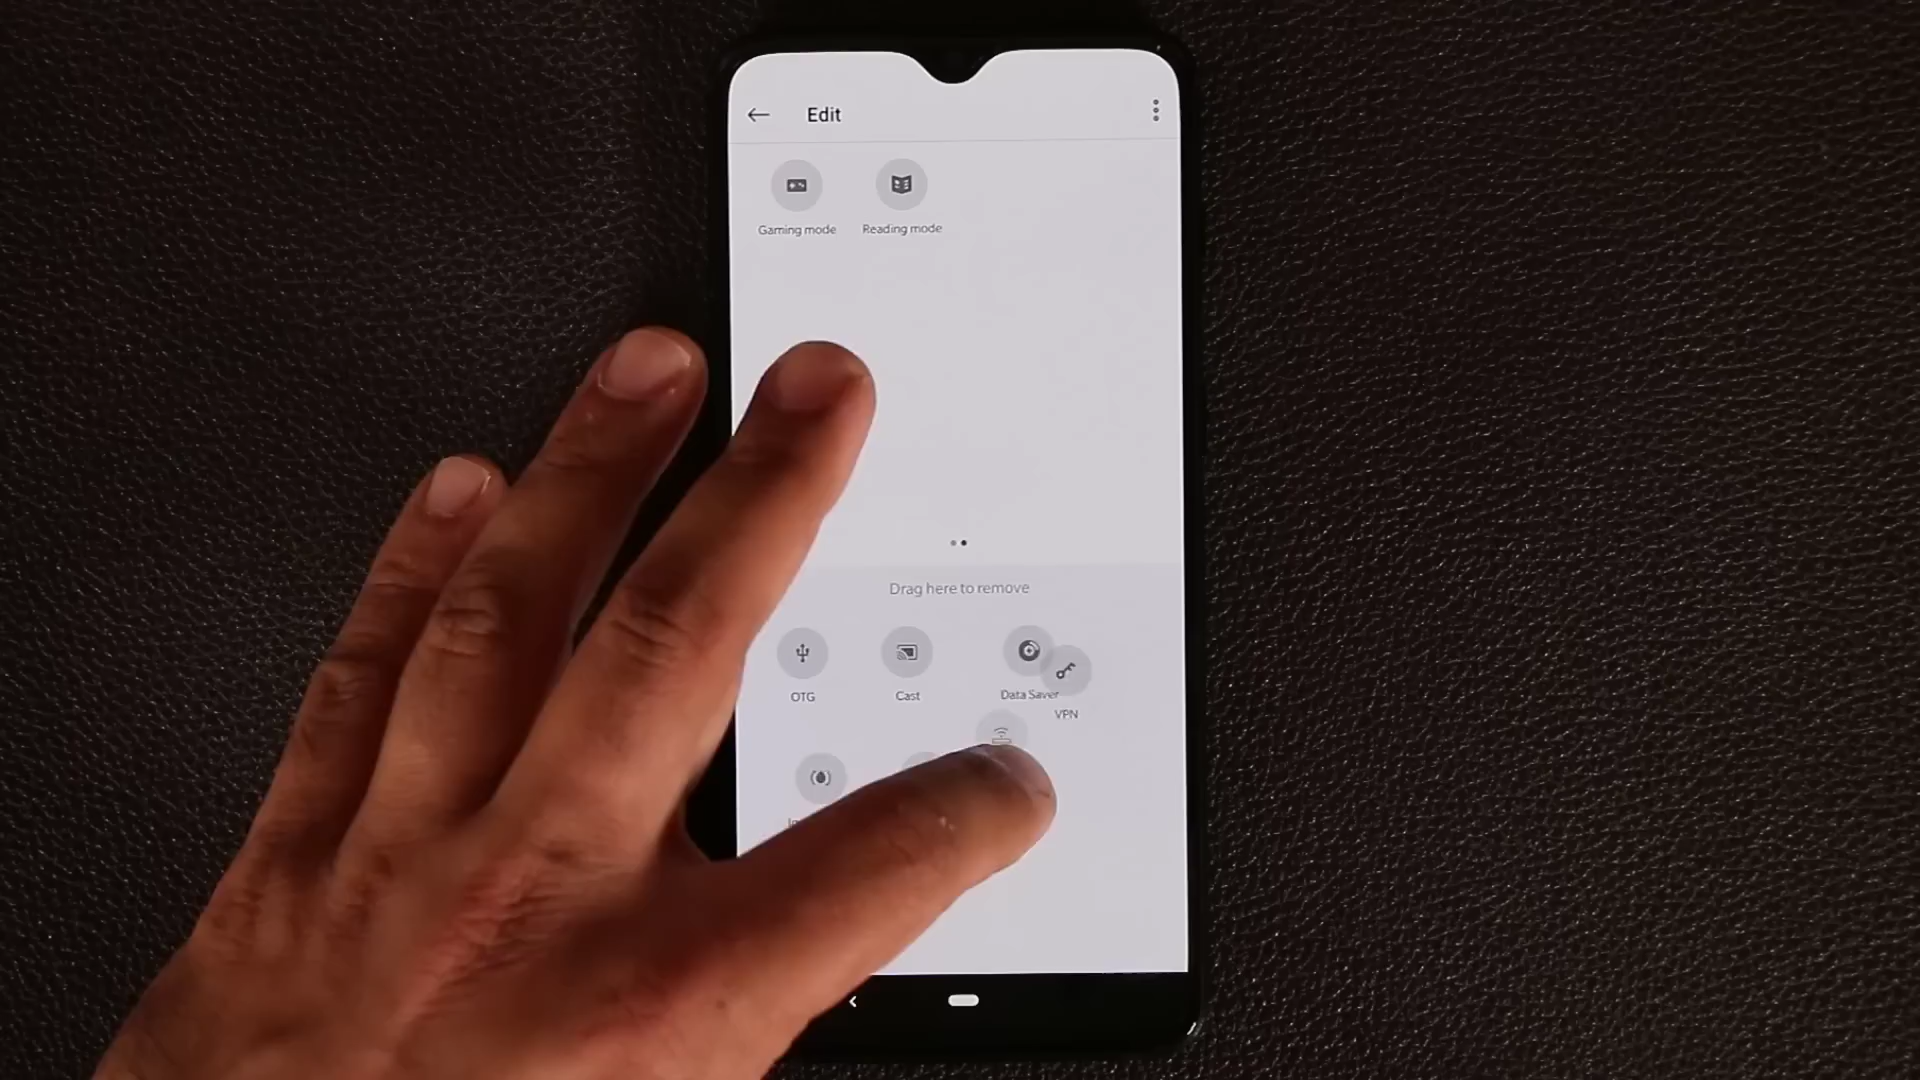 Edit
Gaming mode
Reading mode
Drag here to remove
OTG
Cast
Data Saver
VPN